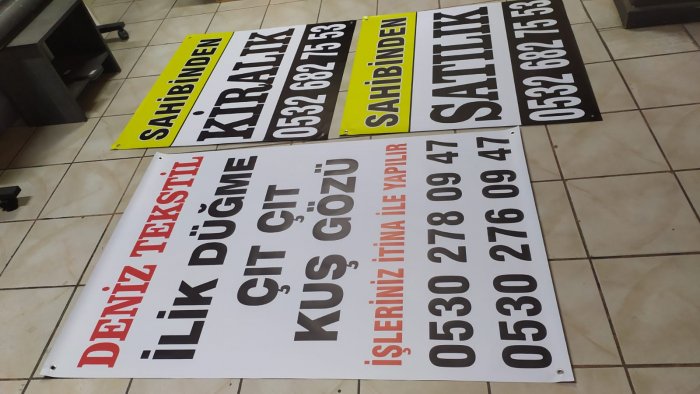 SAHİBİNDEN
KİRALIK
0532 682 75 53
SAHİBİNDEN
SATILIK
0532 682 75 53
DENİZ TEKSTİL
İLİK DÜĞME
ÇIT ÇIT
KUŞ GÖZÜ
İŞLERİNİZ İTİNA İLE YAPILIR
0530 278 09 47
0530 276 09 47